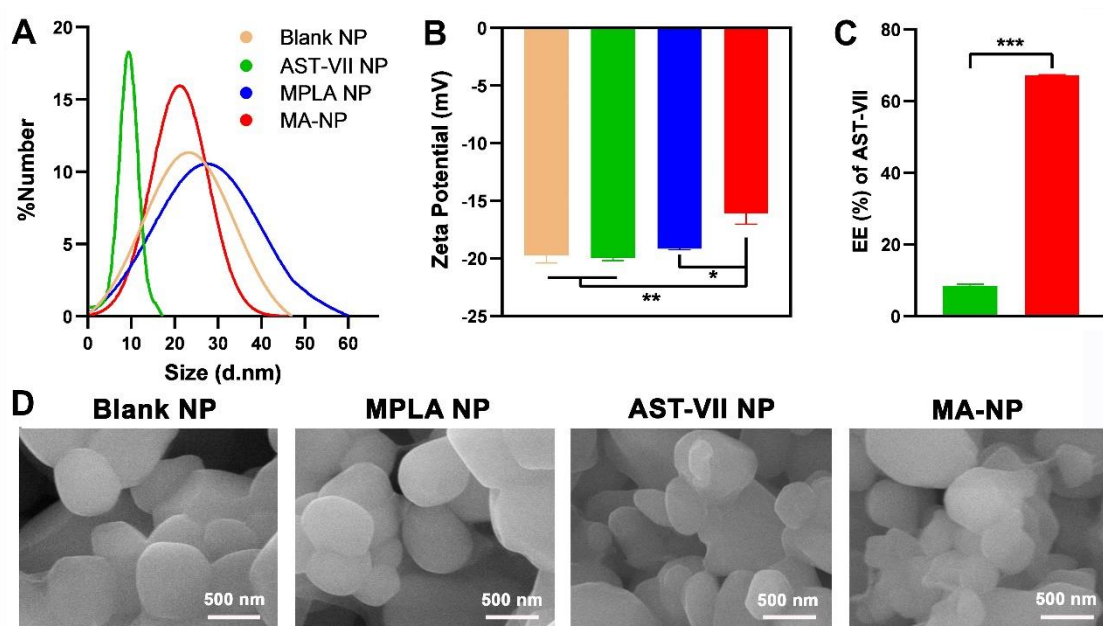 A
%Number
20
15
10
5
0
0 10 20 30 40 50 60
Size (d.nm)
Blank NP
AST-VII NP
MPLA NP
MA-NP
B
Zeta Potential (mV)
0
-5
-10
-15
-20
-25
*
**
C
EE (%) of AST-VII
80
60
40
20
0
***
D
Blank NP
MPLA NP
AST-VII NP
MA-NP
500 nm
500 nm
500 nm
500 nm